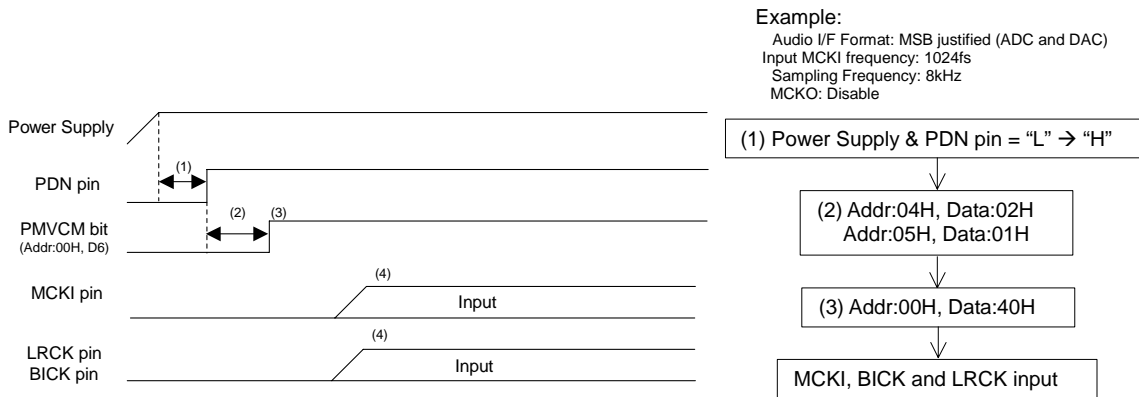 Example:
Audio I/F Format: MSB justified (ADC and DAC)
Input MCKI frequency: 1024fs
Sampling Frequency: 8kHz
MCKO: Disable
Power Supply
(1)
PDN pin
(2)
(3)
PMVCM bit
(Addr:00H, D6)
(4)
MCKI pin
Input
(4)
LRCK pin
BICK pin
Input
(1) Power Supply & PDN pin = “L” → “H”
(2) Addr:04H, Data:02H
Addr:05H, Data:01H
(3) Addr:00H, Data:40H
MCKI, BICK and LRCK input